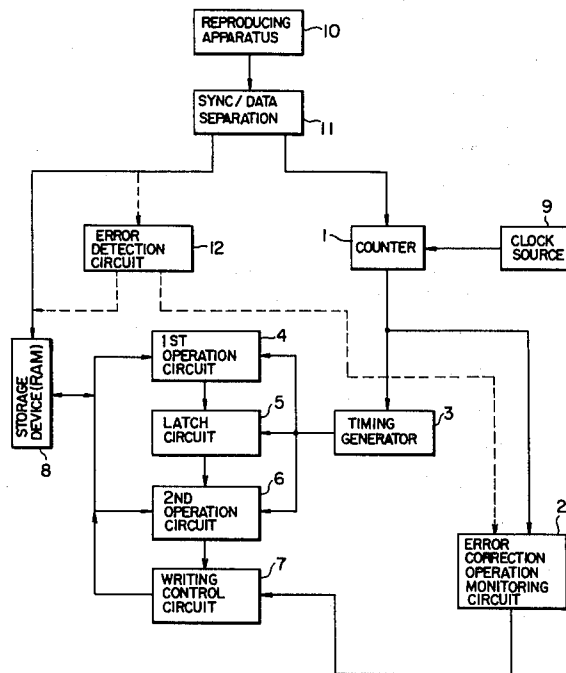 REPRODUCING
APPARATUS
10
SYNC/DATA
SEPARATION
11
ERROR
DETECTION
CIRCUIT
12
1
COUNTER
9
CLOCK
SOURCE
STORAGE
DEVICE(RAM)
8
1ST
OPERATION
CIRCUIT
4
LATCH
CIRCUIT
5
TIMING
GENERATOR
3
2ND
OPERATION
CIRCUIT
6
WRITING
CONTROL
CIRCUIT
7
ERROR
CORRECTION
OPERATION
MONITORING
CIRCUIT
2